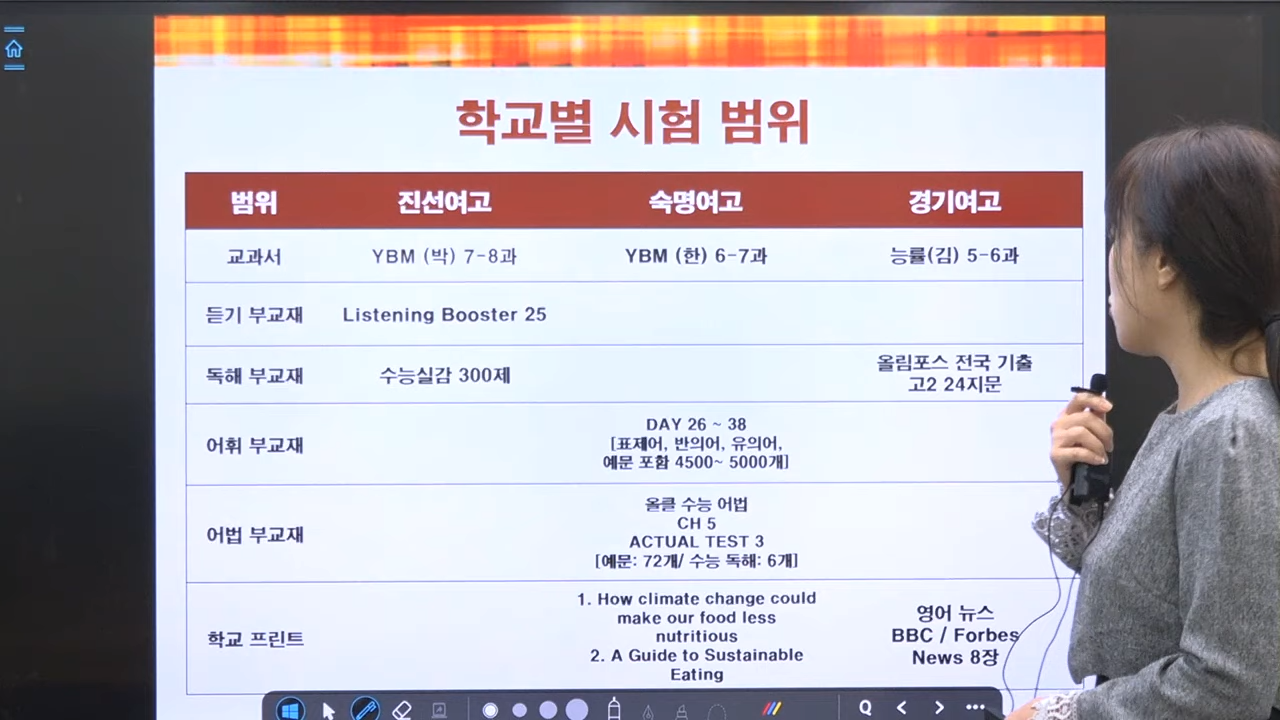 학교별 시험 범위
범위 진선여고 숙명여고 경기여고
교과서 YBM (박) 7-8과 YBM (한) 6-7과 능률(김) 5-6과
듣기 부교재 Listening Booster 25
독해 부교재 수능실감 300제 올림포스 전국 기출
고2 24지문
어휘 부교재 DAY 26 ~ 38
[표제어, 반의어, 유의어,
예문 포함 4500~ 5000개]
어법 부교재 올클 수능 어법
CH 5
ACTUAL TEST 3
[예문: 72개/ 수능 독해: 6개]
학교 프린트
1. How climate change could
make our food less
nutritious
2. A Guide to Sustainable
Eating
영어 뉴스
BBC / Forbes
News 8장